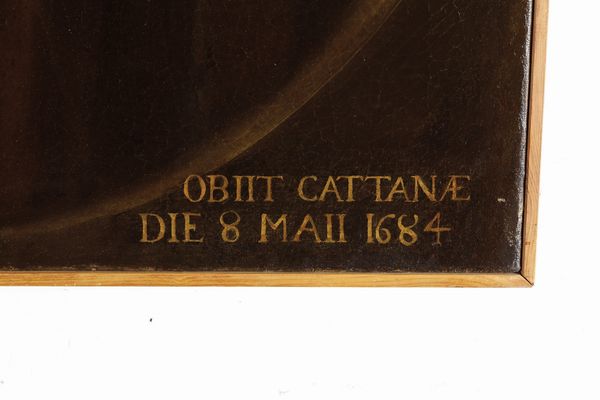 OBIIT CATTANÆ
DIE 8 MAII 1684